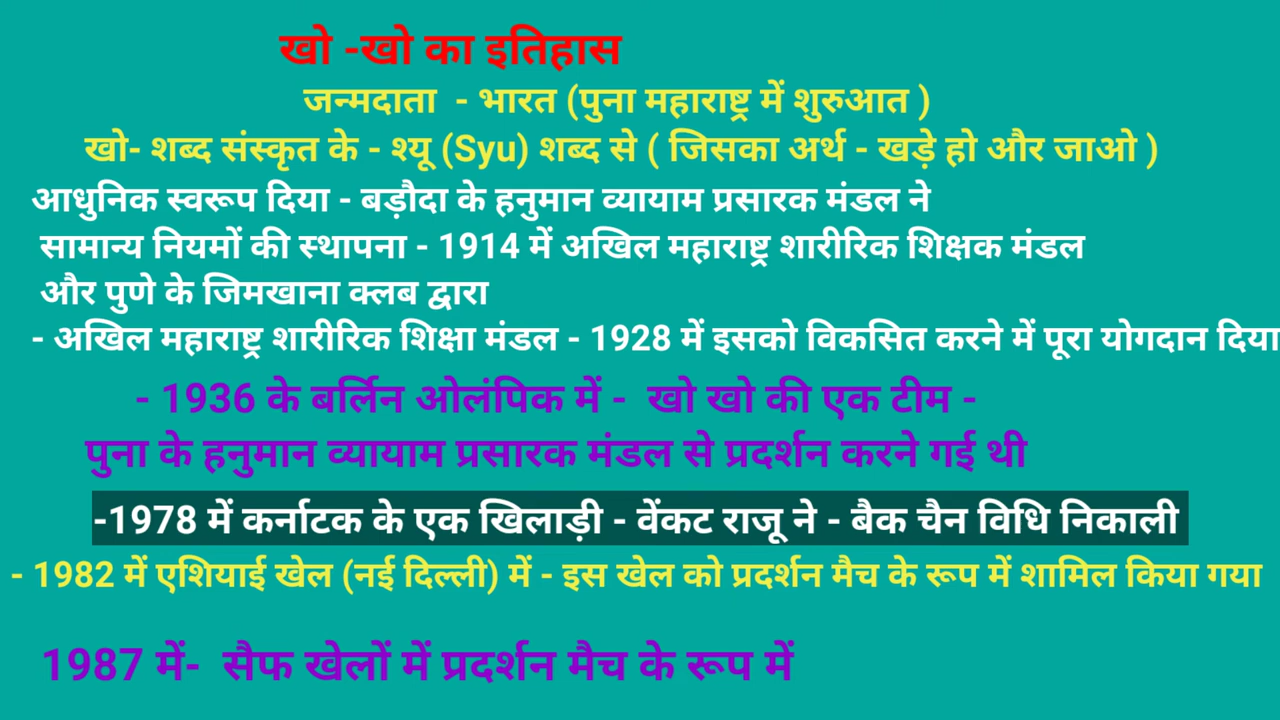 खो -खो का इतिहास
जन्मदाता - भारत (पुना महाराष्ट्र में शुरुआत )
खो- शब्द संस्कृत के - श्यू (Syu) शब्द से ( जिसका अर्थ - खड़े हो और जाओ )
आधुनिक स्वरूप दिया - बड़ौदा के हनुमान व्यायाम प्रसारक मंडल ने
सामान्य नियमों की स्थापना - 1914 में अखिल महाराष्ट्र शारीरिक शिक्षक मंडल
और पुणे के जिमखाना क्लब द्वारा
- अखिल महाराष्ट्र शारीरिक शिक्षा मंडल - 1928 में इसको विकसित करने में पूरा योगदान दिया
- 1936 के बर्लिन ओलंपिक में - खो खो की एक टीम -
पुना के हनुमान व्यायाम प्रसारक मंडल से प्रदर्शन करने गई थी
-1978 में कर्नाटक के एक खिलाड़ी - वेंकट राजू ने - बैक चैन विधि निकाली
- 1982 में एशियाई खेल (नई दिल्ली) में - इस खेल को प्रदर्शन मैच के रूप में शामिल किया गया
1987 में- सैफ खेलों में प्रदर्शन मैच के रूप में